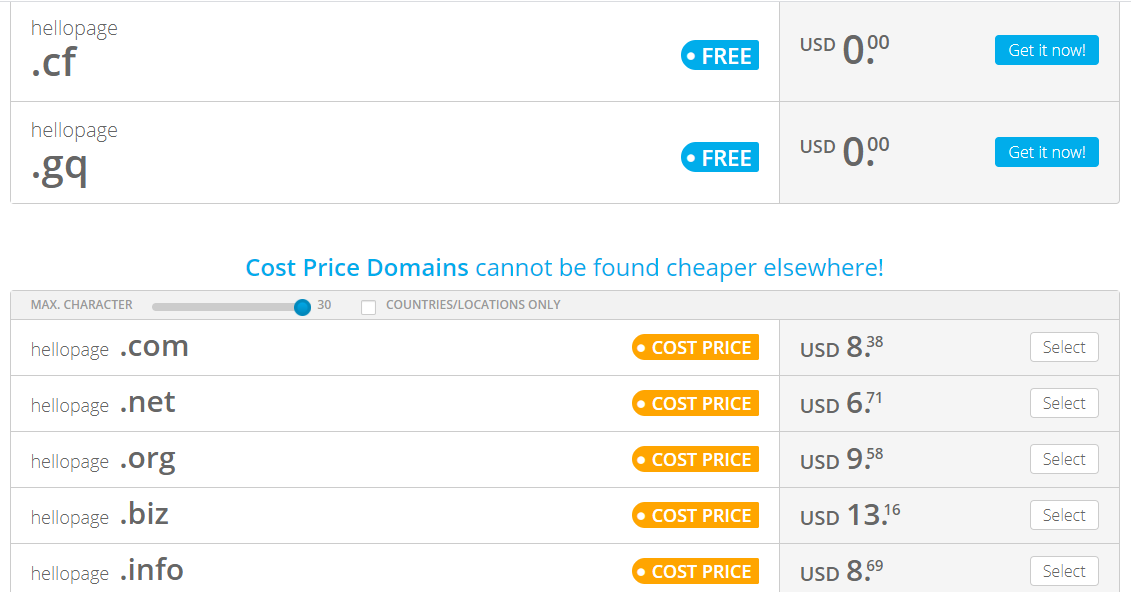 hellopage
.cf
FREE
USD 0.00
Get it now!
hellopage
.gq
FREE
USD 0.00
Get it now!
Cost Price Domains cannot be found cheaper elsewhere!
MAX. CHARACTER 30 COUNTRIES/LOCATIONS ONLY
hellopage .com COST PRICE USD 8.38 Select
hellopage .net COST PRICE USD 6.71 Select
hellopage .org COST PRICE USD 9.58 Select
hellopage .biz COST PRICE USD 13.16 Select
hellopage .info COST PRICE USD 8.69 Select